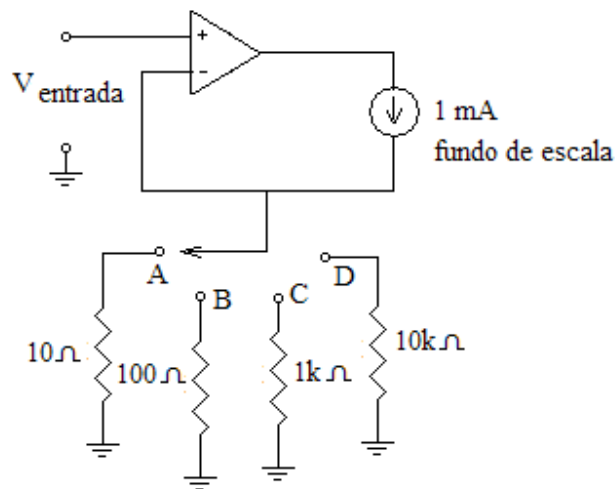 +
-
V entrada
1 mA
fundo de escala
A
B
C
D
10Ω
100Ω
1kΩ
10kΩ